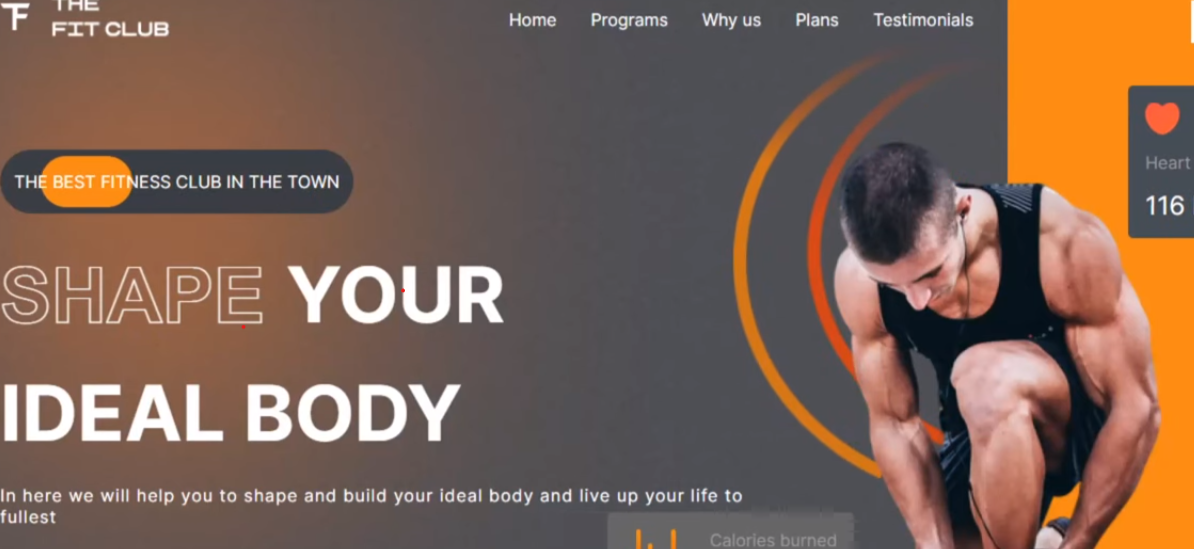 THE
FIT CLUB
Home Programs Why us Plans Testimonials
Heart
116
THE BEST FITNESS CLUB IN THE TOWN
SHAPE YOUR
IDEAL BODY
In here we will help you to shape and build your ideal body and live up your life to
fullest
Calories burned